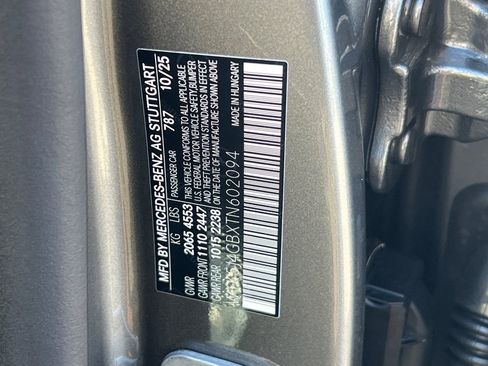 MFD BY MERCEDES-BENZ AG STUTTGART
787 10/25
PASSENGER CAR
KG LBS
GVWR 2065 4553
GAWR FRONT 1110 2447
GAWR REAR 1015 2238
THIS VEHICLE CONFORMS TO ALL APPLICABLE
U.S. FEDERAL MOTOR VEHICLE SAFETY, BUMPER
AND THEFT PREVENTION STANDARDS IN EFFECT
ON THE DATE OF MANUFACTURE SHOWN ABOVE
MADE IN HUNGARY